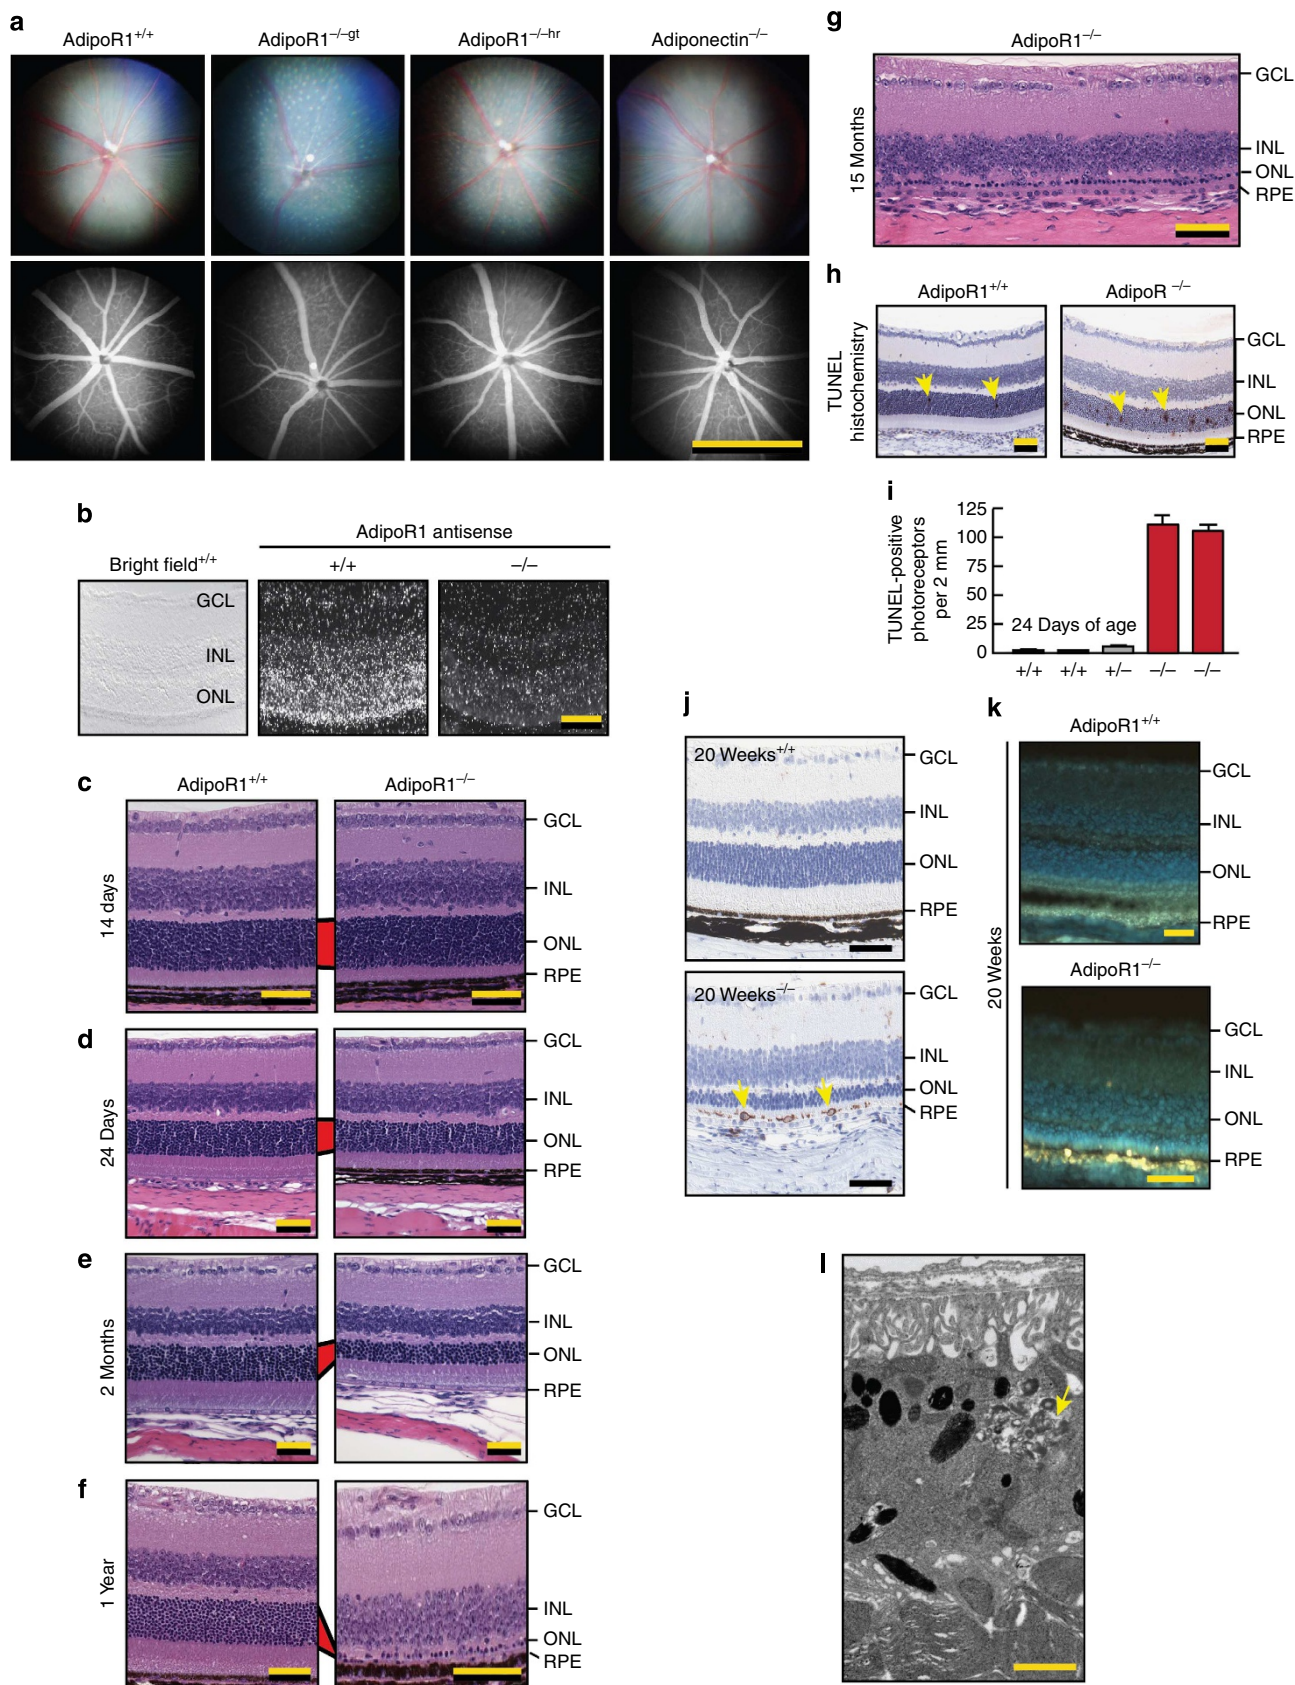 a
AdipoR1+/+
AdipoR1−/−gt
AdipoR1−/−hr
Adiponectin−/−
b
AdipoR1 antisense
Bright field+/+
+/+
−/−
GCL
INL
ONL
c
AdipoR1+/+
AdipoR1−/−
14 days
GCL
INL
ONL
RPE
d
24 Days
GCL
INL
ONL
RPE
e
2 Months
GCL
INL
ONL
RPE
f
1 Year
GCL
INL
ONL
RPE
g
AdipoR1−/−
15 Months
GCL
INL
ONL
RPE
h
AdipoR1+/+
AdipoR −/−
TUNEL
histochemistry
GCL
INL
ONL
RPE
i
TUNEL-positive
photoreceptors
per 2 mm
125
100
75
50
25
0
24 Days of age
+/+
+/+
+/−
−/−
−/−
j
20 Weeks+/+
GCL
INL
ONL
RPE
20 Weeks−/−
GCL
INL
ONL
RPE
k
AdipoR1+/+
20 Weeks
GCL
INL
ONL
RPE
AdipoR1−/−
GCL
INL
ONL
RPE
l